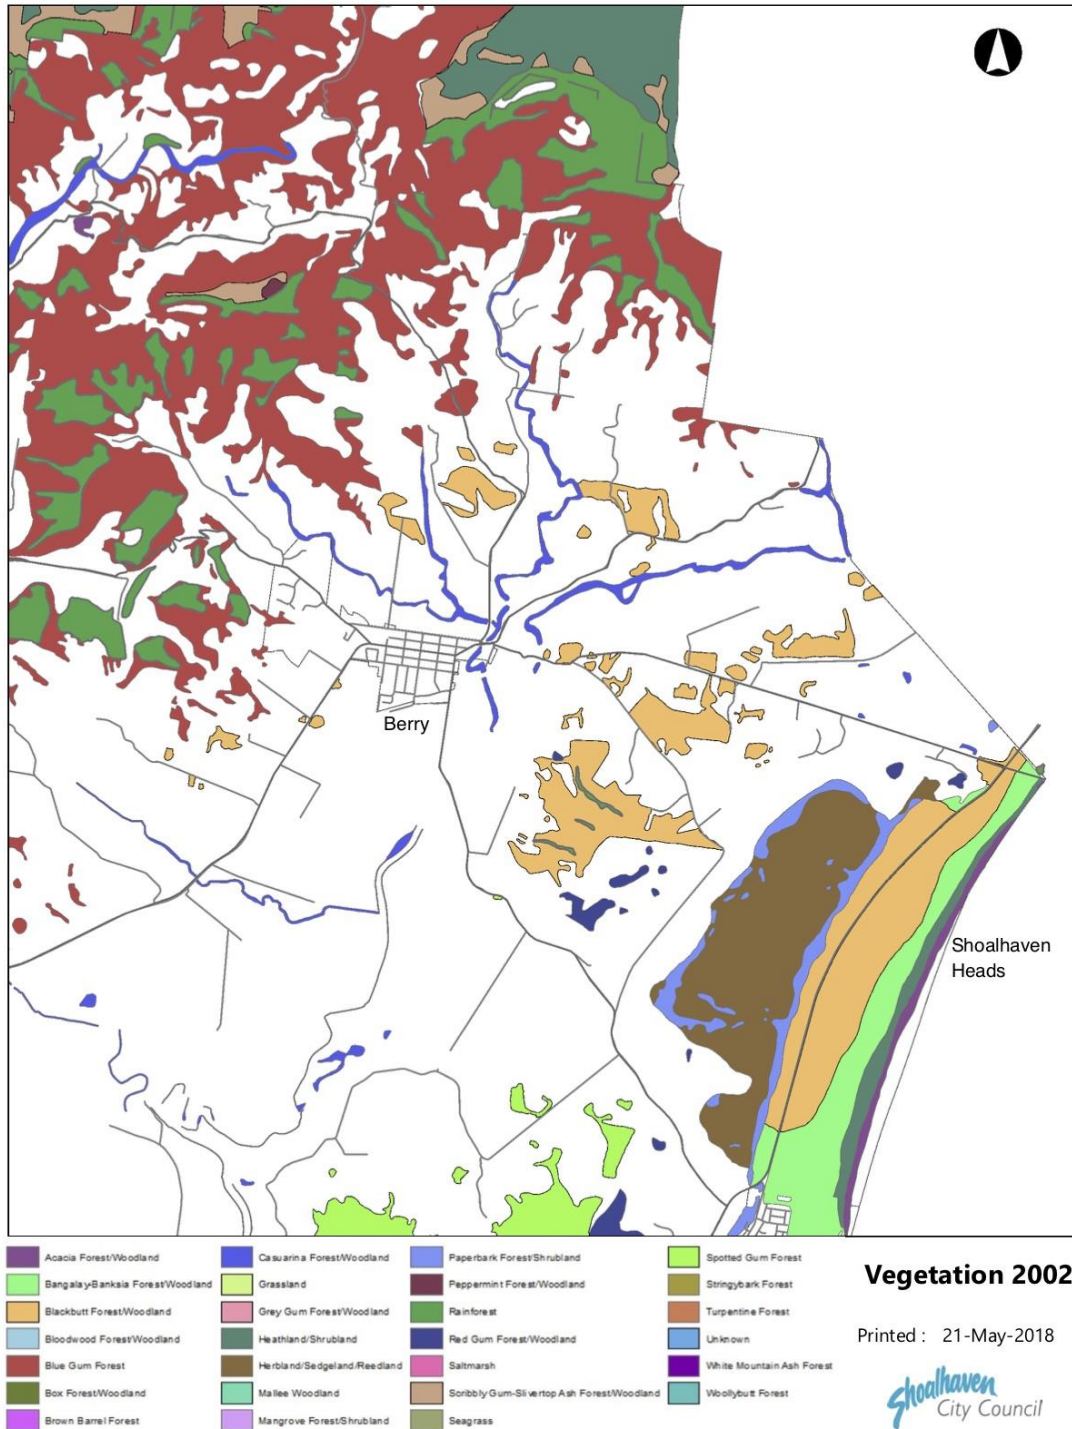 Berry
Shoalhaven
Heads
Acacia Forest/Woodland
Bangalay-Banksia Forest/Woodland
Blackbutt Forest/Woodland
Bloodwood Forest/Woodland
Blue Gum Forest
Box Forest/Woodland
Brown Barrel Forest
Casuarina Forest/Woodland
Grassland
Grey Gum Forest/Woodland
Heathland/Shrubland
Herbland/Sedgeland/Reedland
Mallee Woodland
Mangrove Forest/Shrubland
Paperbark Forest/Shrubland
Peppermint Forest/Woodland
Rainforest
Red Gum Forest/Woodland
Saltmarsh
Scribbly Gum-Silvertop Ash Forest/Woodland
Seagrass
Spotted Gum Forest
Stringybark Forest
Turpentine Forest
Unknown
White Mountain Ash Forest
Woollybutt Forest
Vegetation 2002
Printed : 21-May-2018
Shoalhaven
City Council